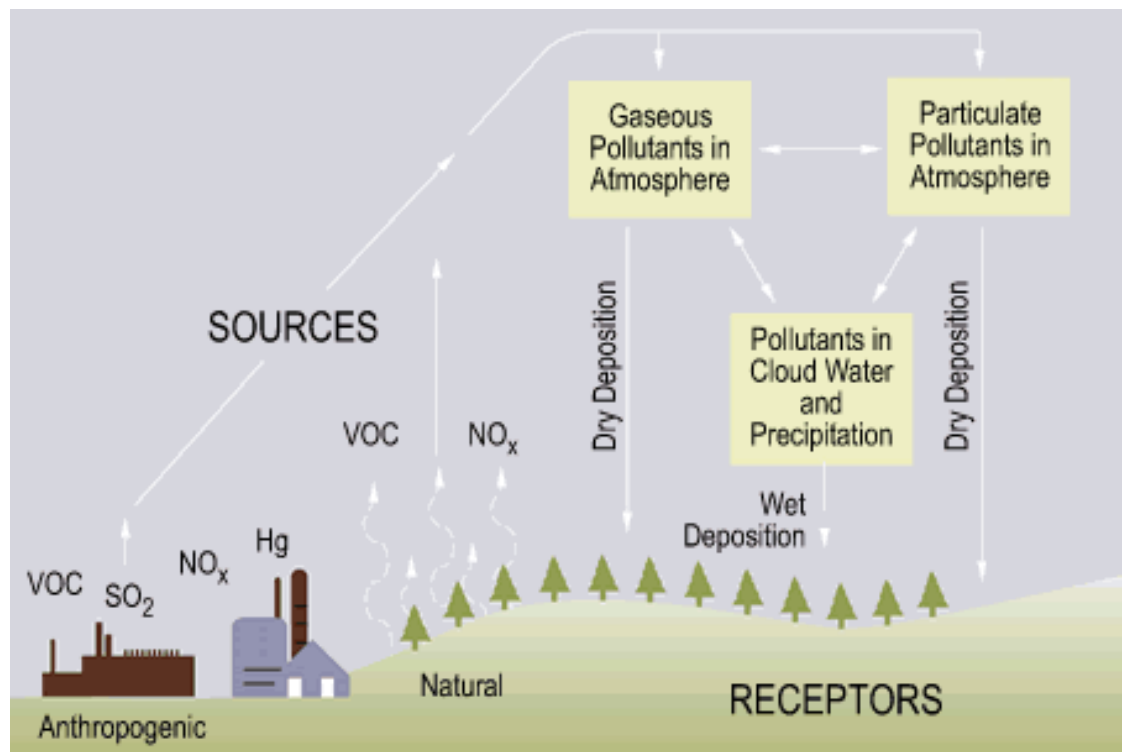 Gaseous
Pollutants in
Atmosphere
Particulate
Pollutants in
Atmosphere
SOURCES
Dry Deposition
Pollutants in
Cloud Water
and
Precipitation
Dry Deposition
VOC
NOx
Wet
Deposition
VOC
SO2
NOx
Hg
Natural
RECEPTORS
Anthropogenic